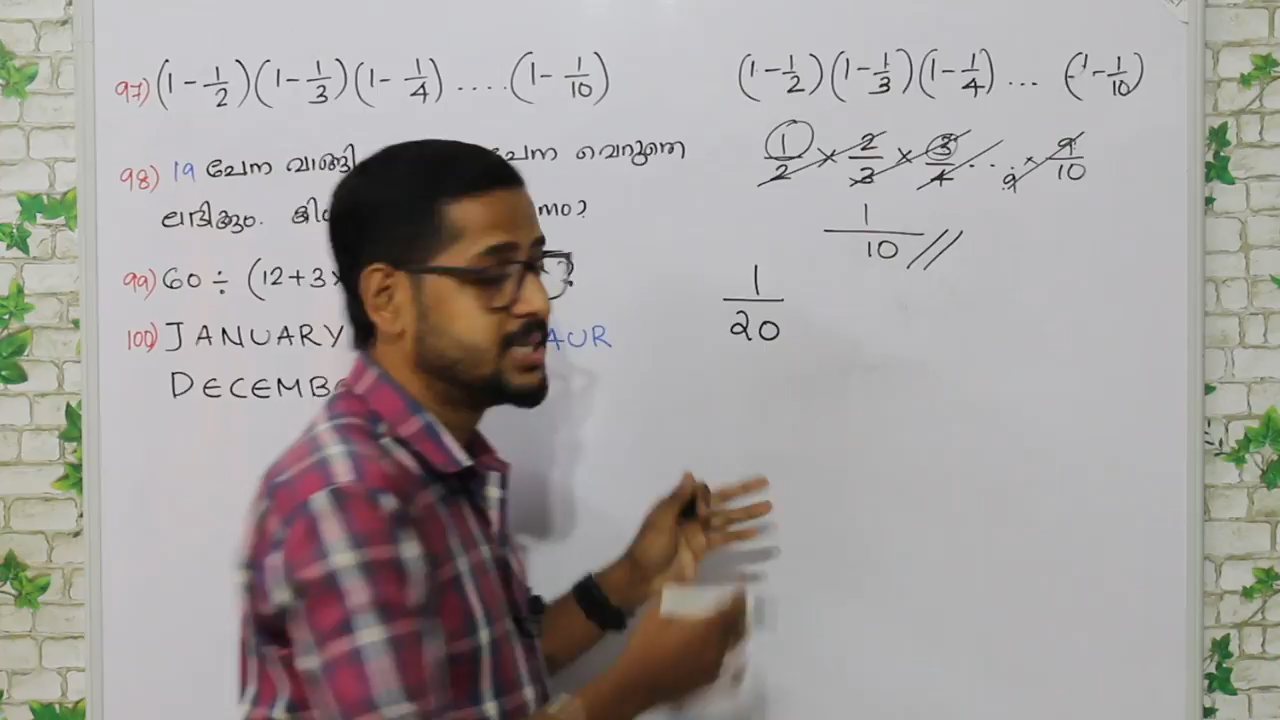 97) (1 - 1/2) (1 - 1/3) (1 - 1/4) .... (1 - 1/10)
98) 19 പേന വാങ്ങി പേന വെറുതെ
ലഭിക്കും.
99) 60 ÷ (12+3
100) JANUARY AUR
DECEMB
(1 - 1/2) (1 - 1/3) (1 - 1/4) ... (1 - 1/10)
1/2 × 2/3 × 3/4 ... 9 × 9/10
1/10 //
1/20